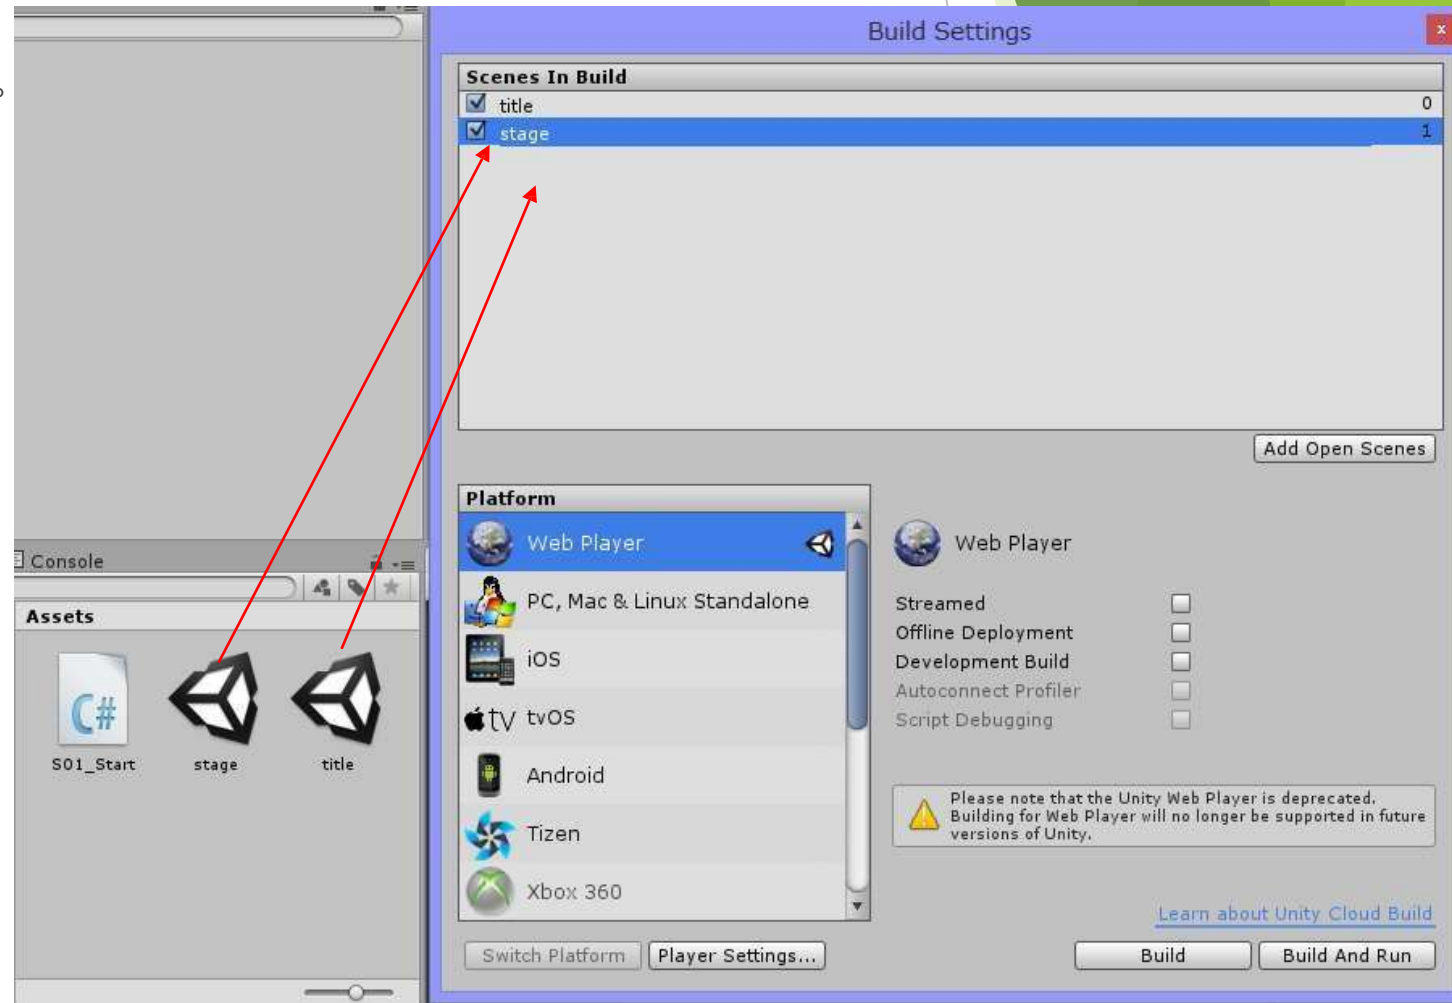 Build Settings
x
Scenes In Build
title 0
stage 1
Add Open Scenes
Platform
Web Player
PC, Mac & Linux Standalone
iOS
tv tvOS
Android
Tizen
Xbox 360
Web Player
Streamed
Offline Deployment
Development Build
Autoconnect Profiler
Script Debugging
Please note that the Unity Web Player is deprecated.
Building for Web Player will no longer be supported in future
versions of Unity.
Learn about Unity Cloud Build
Switch Platform Player Settings... Build Build And Run
Console
Assets
C#
S01_Start stage title
。